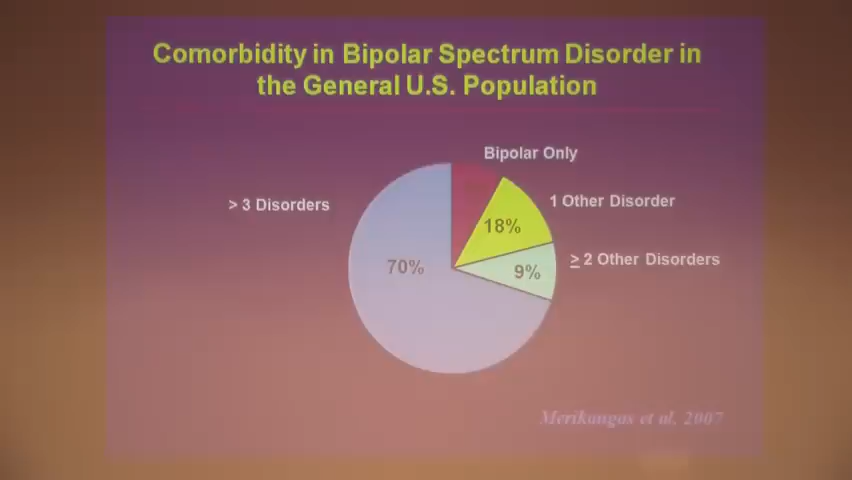 Comorbidity in Bipolar Spectrum Disorder in
the General U.S. Population
Bipolar Only
> 3 Disorders
1 Other Disorder
18%
≥ 2 Other Disorders
70%
9%
Merikangas et al, 2007